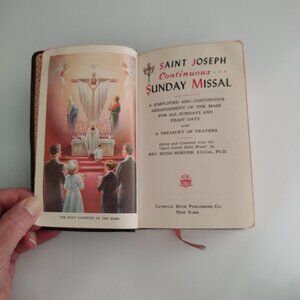 THE HOLY SACRIFICE OF THE MASS
SAINT JOSEPH
Continuous . . .
SUNDAY MISSAL
A SIMPLIFIED AND CONTINUOUS
ARRANGEMENT OF THE MASS
FOR ALL SUNDAYS AND
FEAST DAYS
AND
A TREASURY OF PRAYERS
Edited and Compiled from the
"Saint Joseph Daily Missal" by
REV. HUGO HOEVER, S.O.Cist., Ph.D.
CATHOLIC BOOK PUBLISHING CO.
NEW YORK